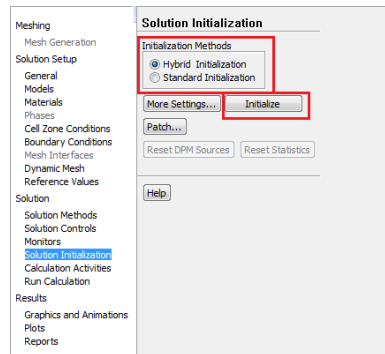 Meshing
Mesh Generation
Solution Setup
General
Models
Materials
Phases
Cell Zone Conditions
Boundary Conditions
Mesh Interfaces
Dynamic Mesh
Reference Values
Solution
Solution Methods
Solution Controls
Monitors
Solution Initialization
Calculation Activities
Run Calculation
Results
Graphics and Animations
Plots
Reports
Solution Initialization
Initialization Methods
Hybrid Initialization
Standard Initialization
More Settings... Initialize
Patch...
Reset DPM Sources Reset Statistics
Help